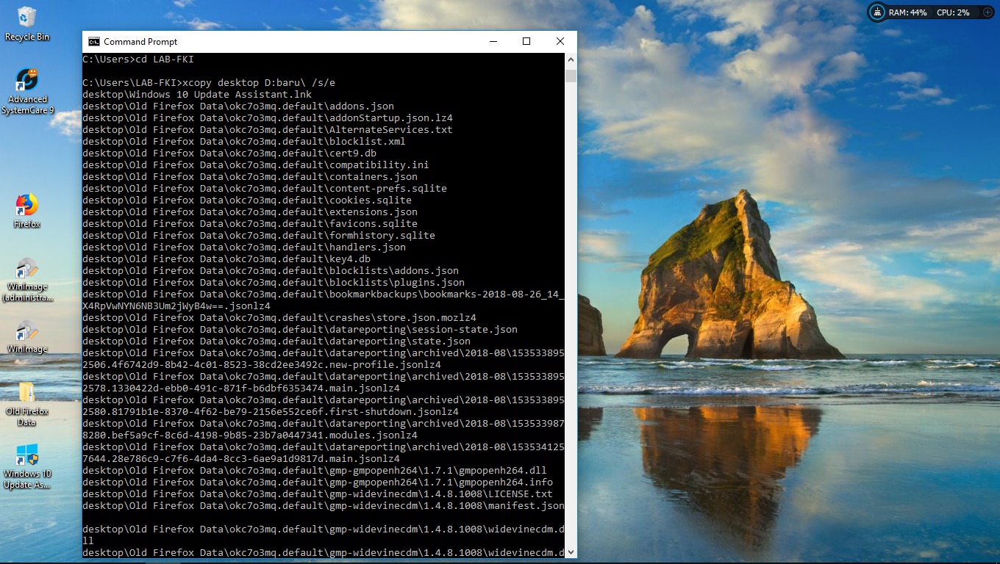 Recycle Bin
Advanced
SystemCare 9
Firefox
WinImage
(administra...
WinImage
Old Firefox
Data
Windows 10
Update As...
RAM: 44% CPU: 2%
Command Prompt
C:\Users>cd LAB-FKI
C:\Users\LAB-FKI>xcopy desktop D:baru\ /s/e
desktop\Windows 10 Update Assistant.lnk
desktop\Old Firefox Data\okc7o3mq.default\addons.json
desktop\Old Firefox Data\okc7o3mq.default\addonStartup.json.lz4
desktop\Old Firefox Data\okc7o3mq.default\AlternateServices.txt
desktop\Old Firefox Data\okc7o3mq.default\blocklist.xml
desktop\Old Firefox Data\okc7o3mq.default\cert9.db
desktop\Old Firefox Data\okc7o3mq.default\compatibility.ini
desktop\Old Firefox Data\okc7o3mq.default\containers.json
desktop\Old Firefox Data\okc7o3mq.default\content-prefs.sqlite
desktop\Old Firefox Data\okc7o3mq.default\cookies.sqlite
desktop\Old Firefox Data\okc7o3mq.default\extensions.json
desktop\Old Firefox Data\okc7o3mq.default\favicons.sqlite
desktop\Old Firefox Data\okc7o3mq.default\formhistory.sqlite
desktop\Old Firefox Data\okc7o3mq.default\handlers.json
desktop\Old Firefox Data\okc7o3mq.default\key4.db
desktop\Old Firefox Data\okc7o3mq.default\blocklists\addons.json
desktop\Old Firefox Data\okc7o3mq.default\blocklists\plugins.json
desktop\Old Firefox Data\okc7o3mq.default\bookmarkbackups\bookmarks-2018-08-26_14_
X4RpVwNYN6NB3Um2jWyB4w==.jsonlz4
desktop\Old Firefox Data\okc7o3mq.default\crashes\store.json.mozlz4
desktop\Old Firefox Data\okc7o3mq.default\datareporting\session-state.json
desktop\Old Firefox Data\okc7o3mq.default\datareporting\state.json
desktop\Old Firefox Data\okc7o3mq.default\datareporting\archived\2018-08\153533895
2506.4f6742d9-8b42-4c01-8523-38cd2ee3492c.new-profile.jsonlz4
desktop\Old Firefox Data\okc7o3mq.default\datareporting\archived\2018-08\153533895
2578.1330422d-ebb0-491c-871f-b6dbf6353474.main.jsonlz4
desktop\Old Firefox Data\okc7o3mq.default\datareporting\archived\2018-08\153533895
2580.81791b1e-8370-4f62-be79-2156e552ce6f.first-shutdown.jsonlz4
desktop\Old Firefox Data\okc7o3mq.default\datareporting\archived\2018-08\153533987
8280.bef5a9cf-8c6d-4198-9b85-23b7a0447341.modules.jsonlz4
desktop\Old Firefox Data\okc7o3mq.default\datareporting\archived\2018-08\153534125
7644.28e786c9-c7f6-4da4-8cc3-6ae9a1d9817d.main.jsonlz4
desktop\Old Firefox Data\okc7o3mq.default\gmp-gmpopenh264\1.7.1\gmpopenh264.dll
desktop\Old Firefox Data\okc7o3mq.default\gmp-gmpopenh264\1.7.1\gmpopenh264.info
desktop\Old Firefox Data\okc7o3mq.default\gmp-widevinecdm\1.4.8.1008\LICENSE.txt
desktop\Old Firefox Data\okc7o3mq.default\gmp-widevinecdm\1.4.8.1008\manifest.json
desktop\Old Firefox Data\okc7o3mq.default\gmp-widevinecdm\1.4.8.1008\widevinecdm.d
ll
desktop\Old Firefox Data\okc7o3mq.default\gmp-widevinecdm\1.4.8.1008\widevinecdm.d